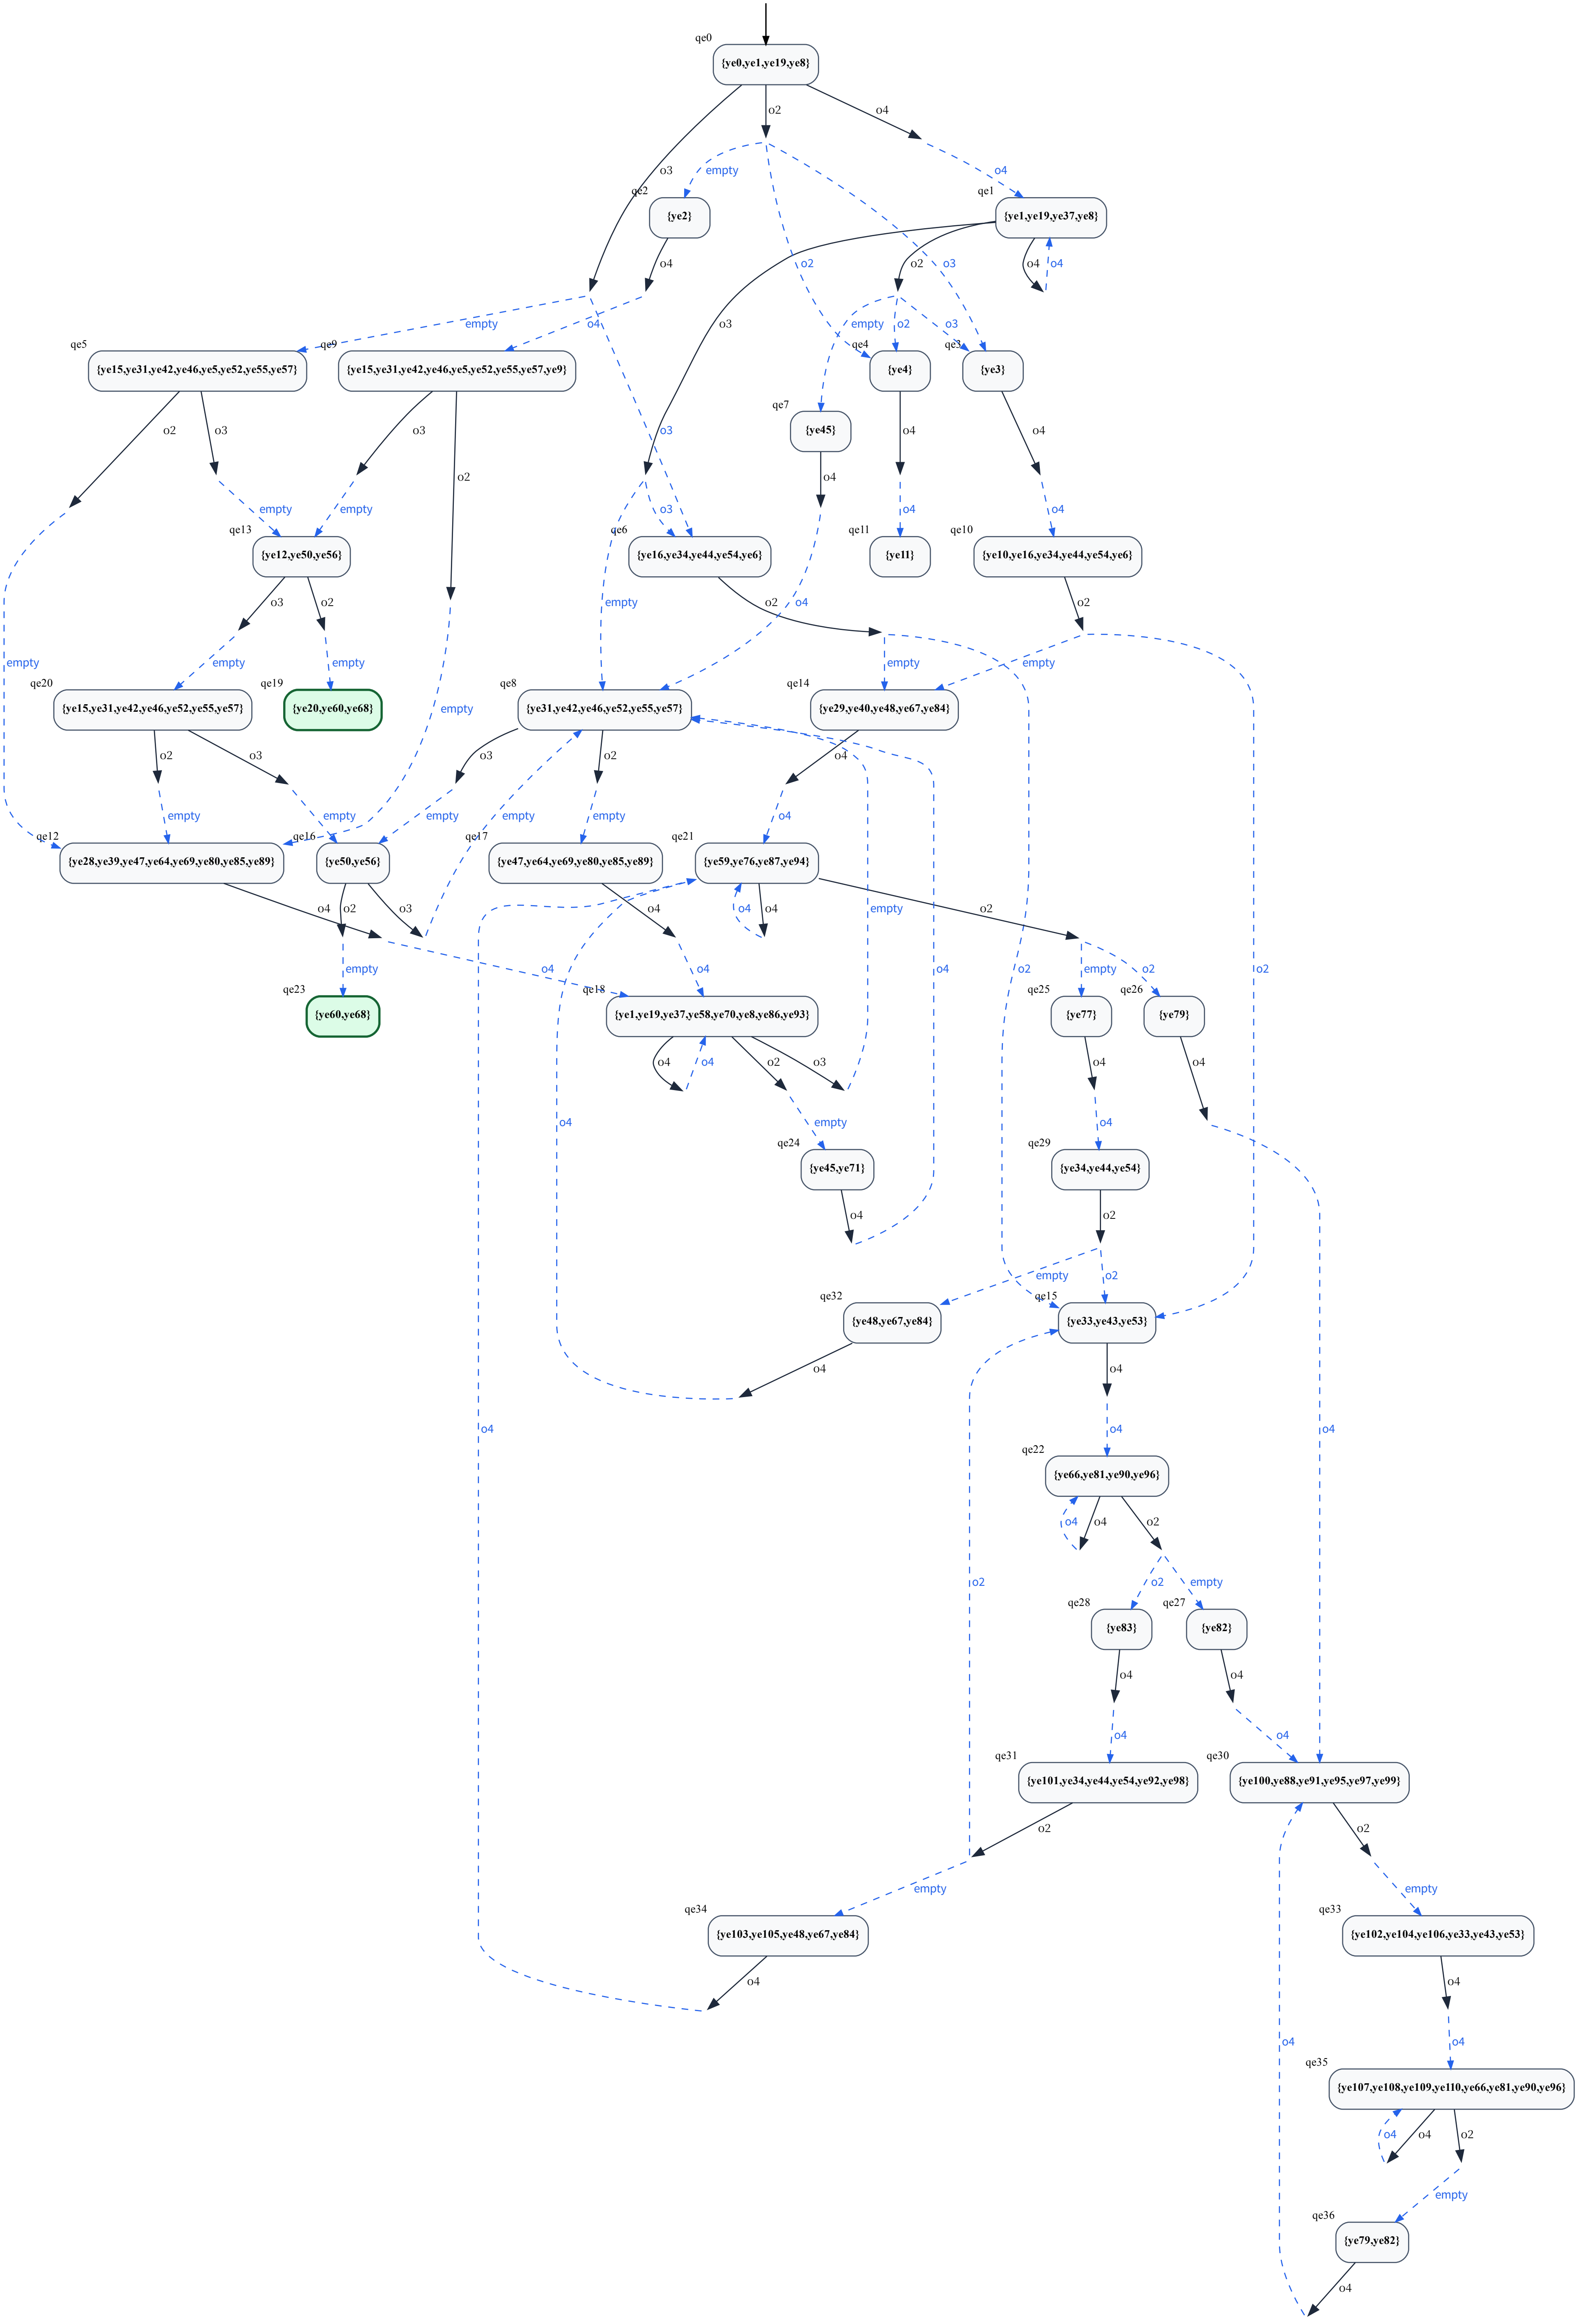 qe0
{ye0,ye1,ye19,ye8}
o3
o2
o4
empty
o4
qe2
{ye2}
qe1
{ye1,ye19,ye37,ye8}
o4
o2
o3
o2
o4
o4
empty
o4
o3
empty
o2
o3
qe5
{ye15,ye31,ye42,ye46,ye5,ye52,ye55,ye57}
qe9
{ye15,ye31,ye42,ye46,ye5,ye52,ye55,ye57,ye9}
qe4
{ye4}
qe3
{ye3}
qe7
{ye45}
o2
o3
o3
o2
o3
o4
o4
o4
empty
empty
o3
o4
o4
qe13
{ye12,ye50,ye56}
qe6
{ye16,ye34,ye44,ye54,ye6}
qe11
{ye11}
qe10
{ye10,ye16,ye34,ye44,ye54,ye6}
o3
o2
empty
o4
o2
o2
empty
empty
empty
empty
empty
qe20
{ye15,ye31,ye42,ye46,ye52,ye55,ye57}
qe19
{ye20,ye60,ye68}
qe8
{ye31,ye42,ye46,ye52,ye55,ye57}
qe14
{ye29,ye40,ye48,ye67,ye84}
empty
o2
o3
o3
o2
o4
empty
empty
empty
empty
empty
o4
qe12
{ye28,ye39,ye47,ye64,ye69,ye80,ye85,ye89}
qe16
{ye50,ye56}
qe17
{ye47,ye64,ye69,ye80,ye85,ye89}
qe21
{ye59,ye76,ye87,ye94}
o4
o2
o3
o4
o4
o4
empty
o2
empty
o4
o4
o4
o2
empty
o2
o2
qe23
{ye60,ye68}
qe18
{ye1,ye19,ye37,ye58,ye70,ye8,ye86,ye93}
qe25
{ye77}
qe26
{ye79}
o4
o4
o2
o3
o4
o4
o4
empty
o4
qe24
{ye45,ye71}
qe29
{ye34,ye44,ye54}
o4
o2
empty
o2
qe32
{ye48,ye67,ye84}
qe15
{ye33,ye43,ye53}
o4
o4
o4
o4
o4
qe22
{ye66,ye81,ye90,ye96}
o4
o4
o2
o2
o2
empty
qe28
{ye83}
qe27
{ye82}
o4
o4
o4
o4
qe31
{ye101,ye34,ye44,ye54,ye92,ye98}
qe30
{ye100,ye88,ye91,ye95,ye97,ye99}
o2
o2
empty
empty
qe34
{ye103,ye105,ye48,ye67,ye84}
qe33
{ye102,ye104,ye106,ye33,ye43,ye53}
o4
o4
o4
o4
qe35
{ye107,ye108,ye109,ye110,ye66,ye81,ye90,ye96}
o4
o4
o2
empty
qe36
{ye79,ye82}
o4